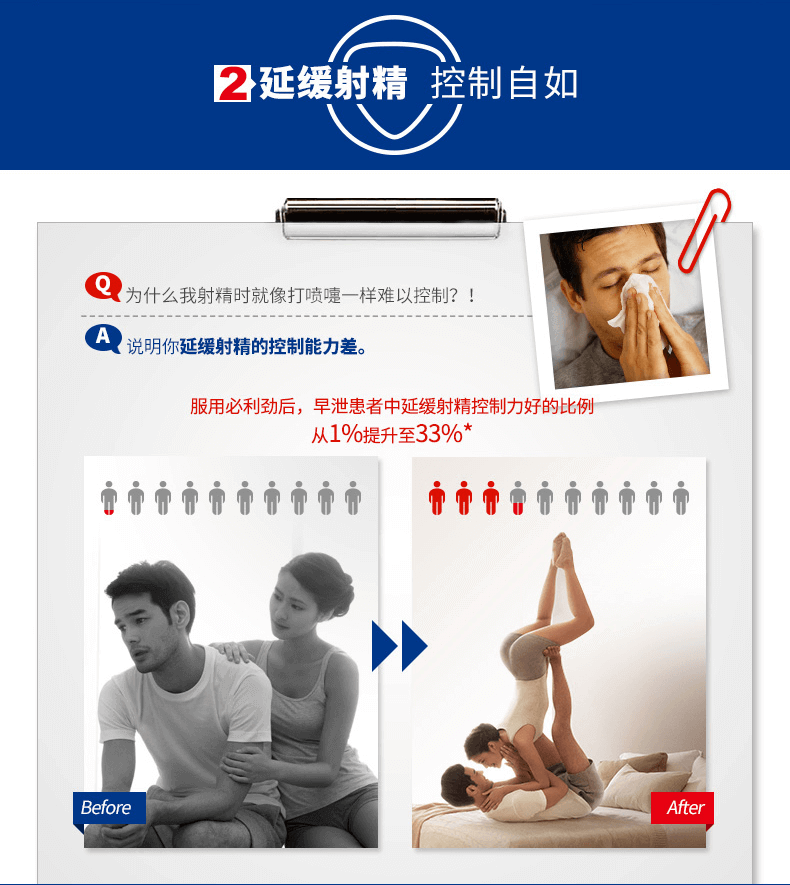 2 延缓射精 控制自如
Q 为什么我射精时就像打喷嚏一样难以控制？！
A 说明你延缓射精的控制能力差。
服用必利劲后，早泄患者中延缓射精控制力好的比例
从1%提升至33%*
Before
After